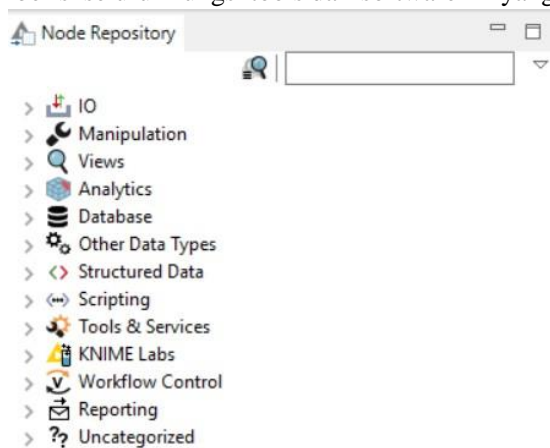 Node Repository
IO
Manipulation
Views
Analytics
Database
Other Data Types
Structured Data
Scripting
Tools & Services
KNIME Labs
Workflow Control
Reporting
Uncategorized